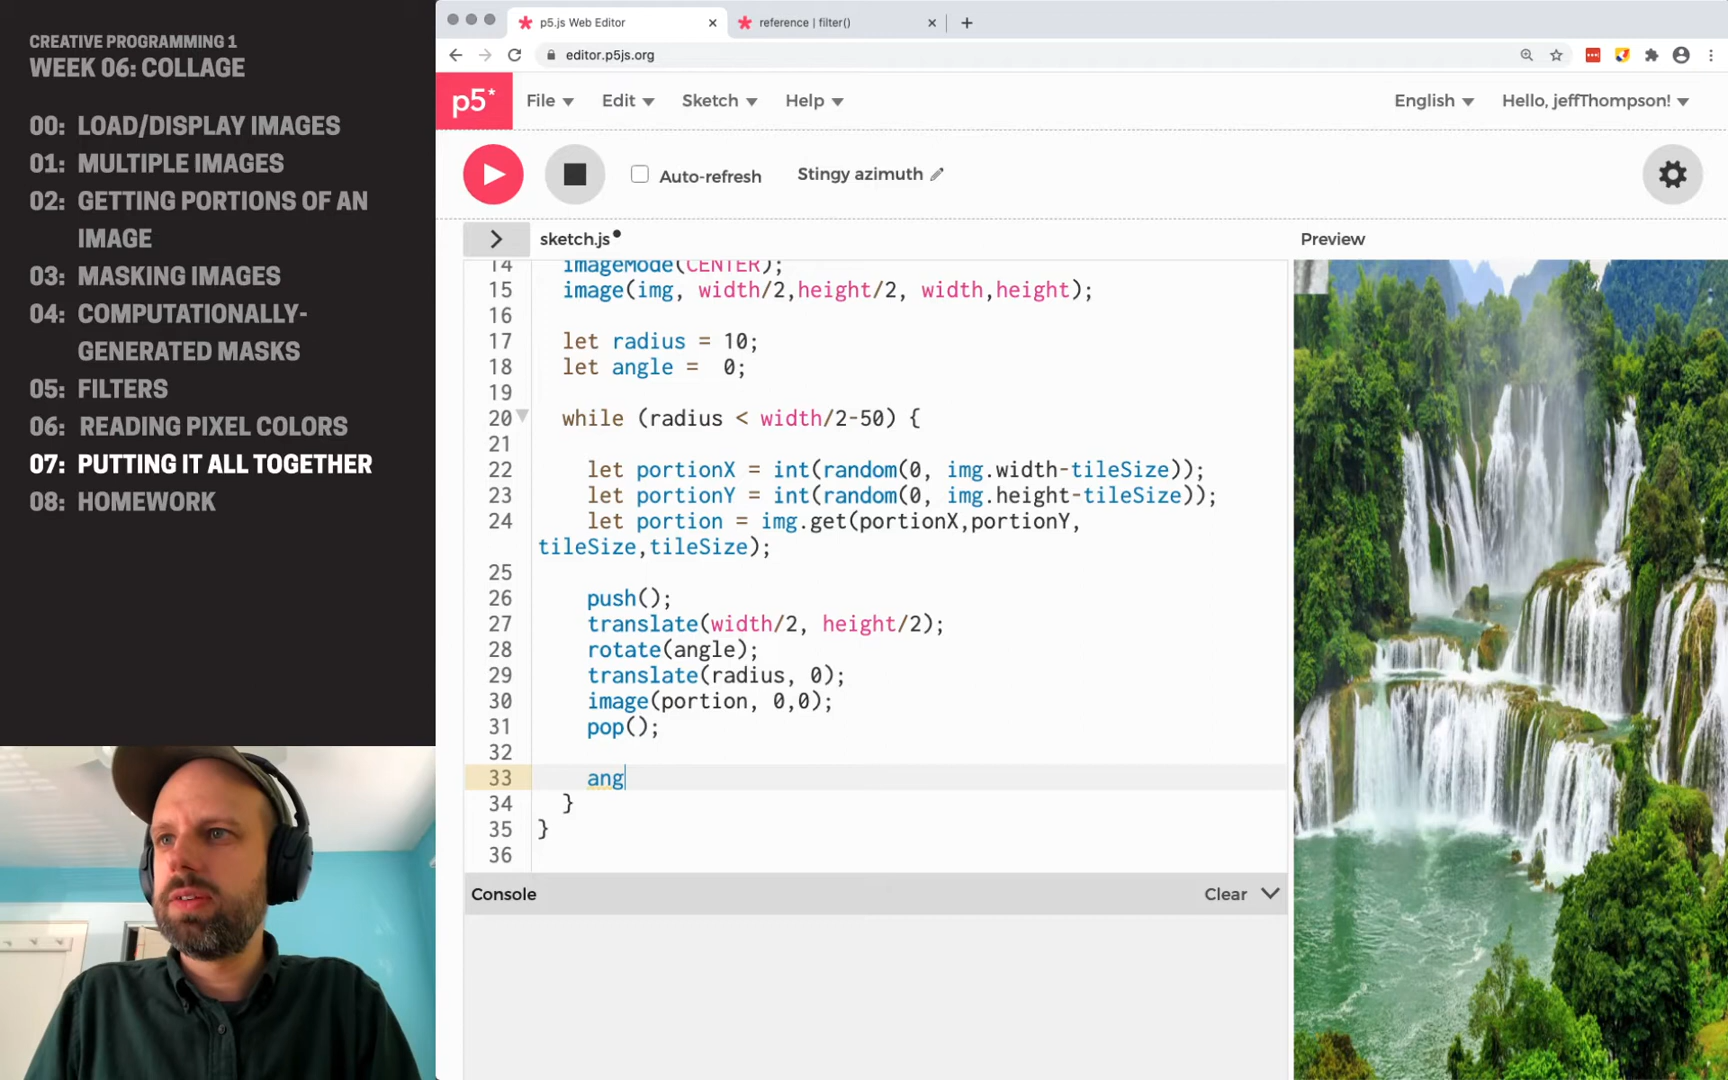 CREATIVE PROGRAMMING 1
WEEK 06: COLLAGE
00: LOAD/DISPLAY IMAGES
01: MULTIPLE IMAGES
02: GETTING PORTIONS OF AN
IMAGE
03: MASKING IMAGES
04: COMPUTATIONALLY-
GENERATED MASKS
05: FILTERS
06: READING PIXEL COLORS
07: PUTTING IT ALL TOGETHER
08: HOMEWORK
p5.js Web Editor
reference | filter()
editor.p5js.org
p5*
File
Edit
Sketch
Help
English
Hello, jeffThompson!
Auto-refresh
Stingy azimuth
sketch.js
Preview
14 imageMode(CENTER);
15 image(img, width/2,height/2, width,height);
16
17 let radius = 10;
18 let angle =  0;
19
20 while (radius < width/2-50) {
21
22 let portionX = int(random(0, img.width-tileSize));
23 let portionY = int(random(0, img.height-tileSize));
24 let portion = img.get(portionX,portionY,
tileSize,tileSize);
25
26 push();
27 translate(width/2, height/2);
28 rotate(angle);
29 translate(radius, 0);
30 image(portion, 0,0);
31 pop();
32
33 ang
34 }
35 }
36
Console
Clear